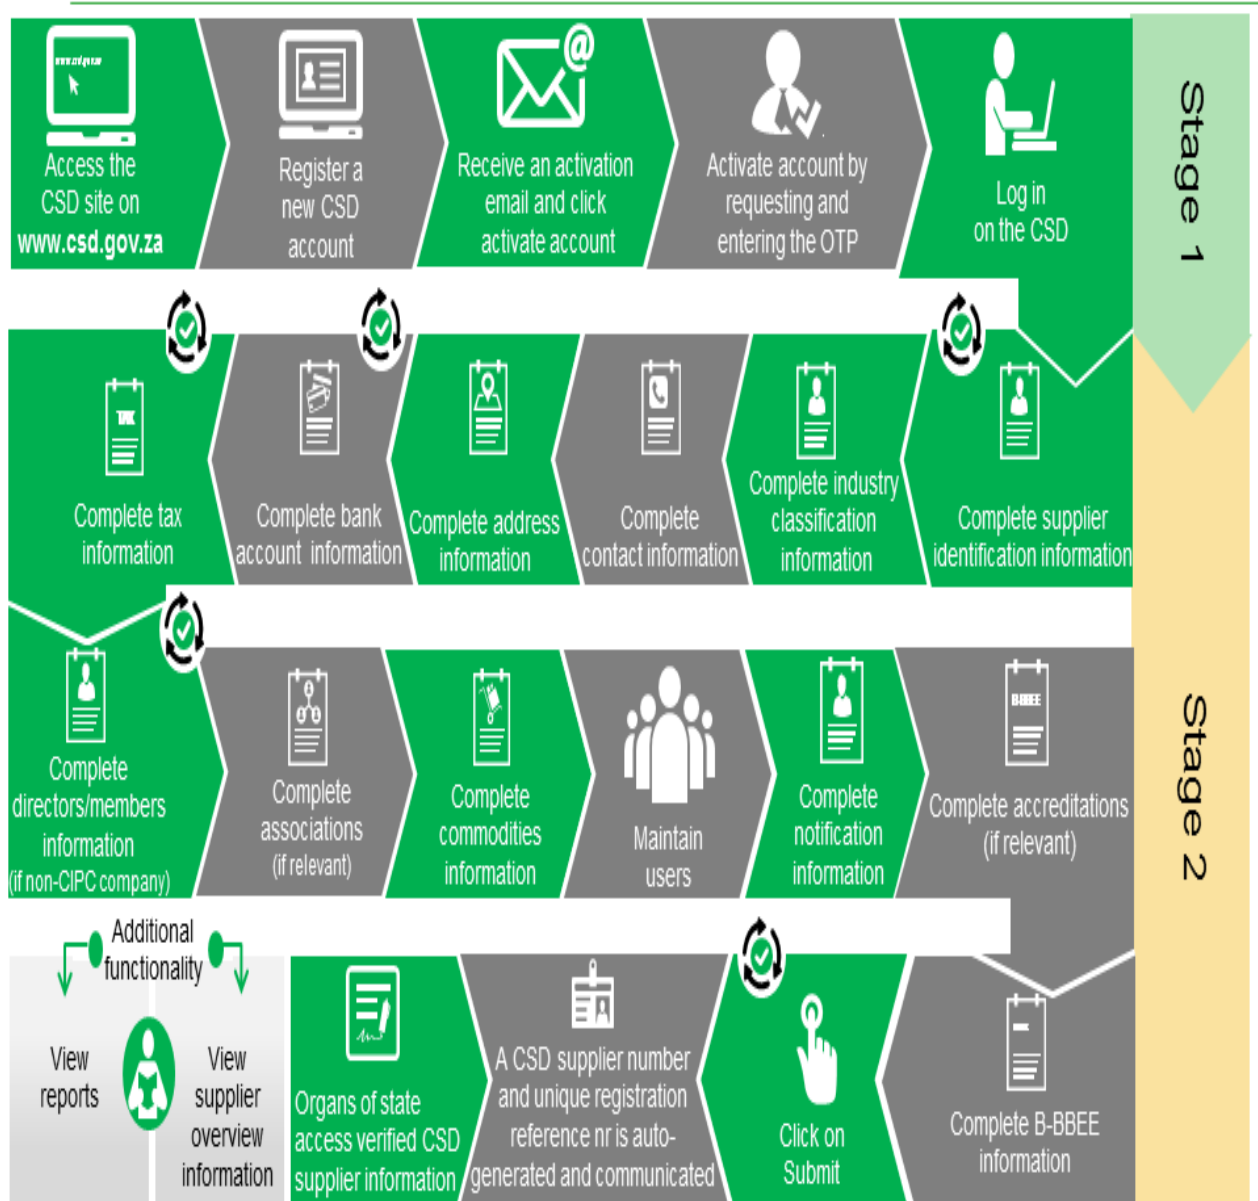 Access the
CSD site on
www.csd.gov.za
Register a
new CSD
account
Receive an activation
email and click
activate account
Activate account by
requesting and
entering the OTP
Log in
on the CSD
Stage 1
Complete supplier
identification information
Complete industry
classification
information
Complete
contact information
Complete address
information
Complete bank
account information
TAX
Complete tax
information
Stage 2
Complete
directors/members
information
(if non-CIPC company)
Complete
associations
(if relevant)
Complete
commodities
information
Maintain
users
Complete
notification
information
B-BBEE
Complete accreditations
(if relevant)
Complete B-BBEE
information
Click on
Submit
A CSD supplier number
and unique registration
reference nr is auto-
generated and communicated
Organs of state
access verified CSD
supplier information
Additional
functionality
View
reports
View
supplier
overview
information